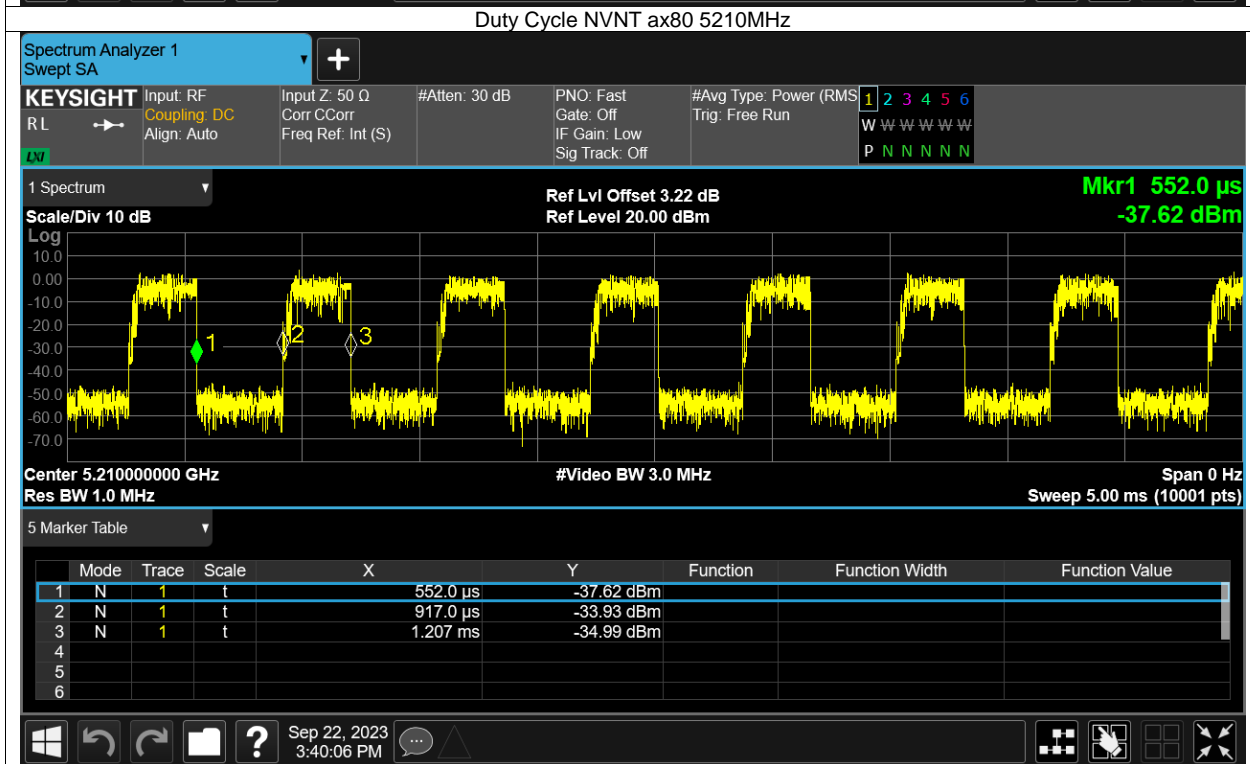 Duty Cycle NVNT ax80 5210MHz
Spectrum Analyzer 1
Swept SA
+
KEYSIGHT Input: RF Input Z: 50 Ω #Atten: 30 dB PNO: Fast #Avg Type: Power (RMS 1 2 3 4 5 6
RL Coupling: DC Corr CCorr Gate: Off Trig: Free Run W W W W W W
Align: Auto Freq Ref: Int (S) IF Gain: Low P N N N N N
LXI Sig Track: Off
1 Spectrum Ref Lvl Offset 3.22 dB Mkr1 552.0 µs
Scale/Div 10 dB Ref Level 20.00 dBm -37.62 dBm
Log
10.0
0.00
-10.0
-20.0
-30.0 1 2 3
-40.0
-50.0
-60.0
-70.0
Center 5.210000000 GHz #Video BW 3.0 MHz Span 0 Hz
Res BW 1.0 MHz Sweep 5.00 ms (10001 pts)
5 Marker Table
Mode Trace Scale X Y Function Function Width Function Value
1 N 1 t 552.0 µs -37.62 dBm
2 N 1 t 917.0 µs -33.93 dBm
3 N 1 t 1.207 ms -34.99 dBm
4
5
6
? Sep 22, 2023
3:40:06 PM